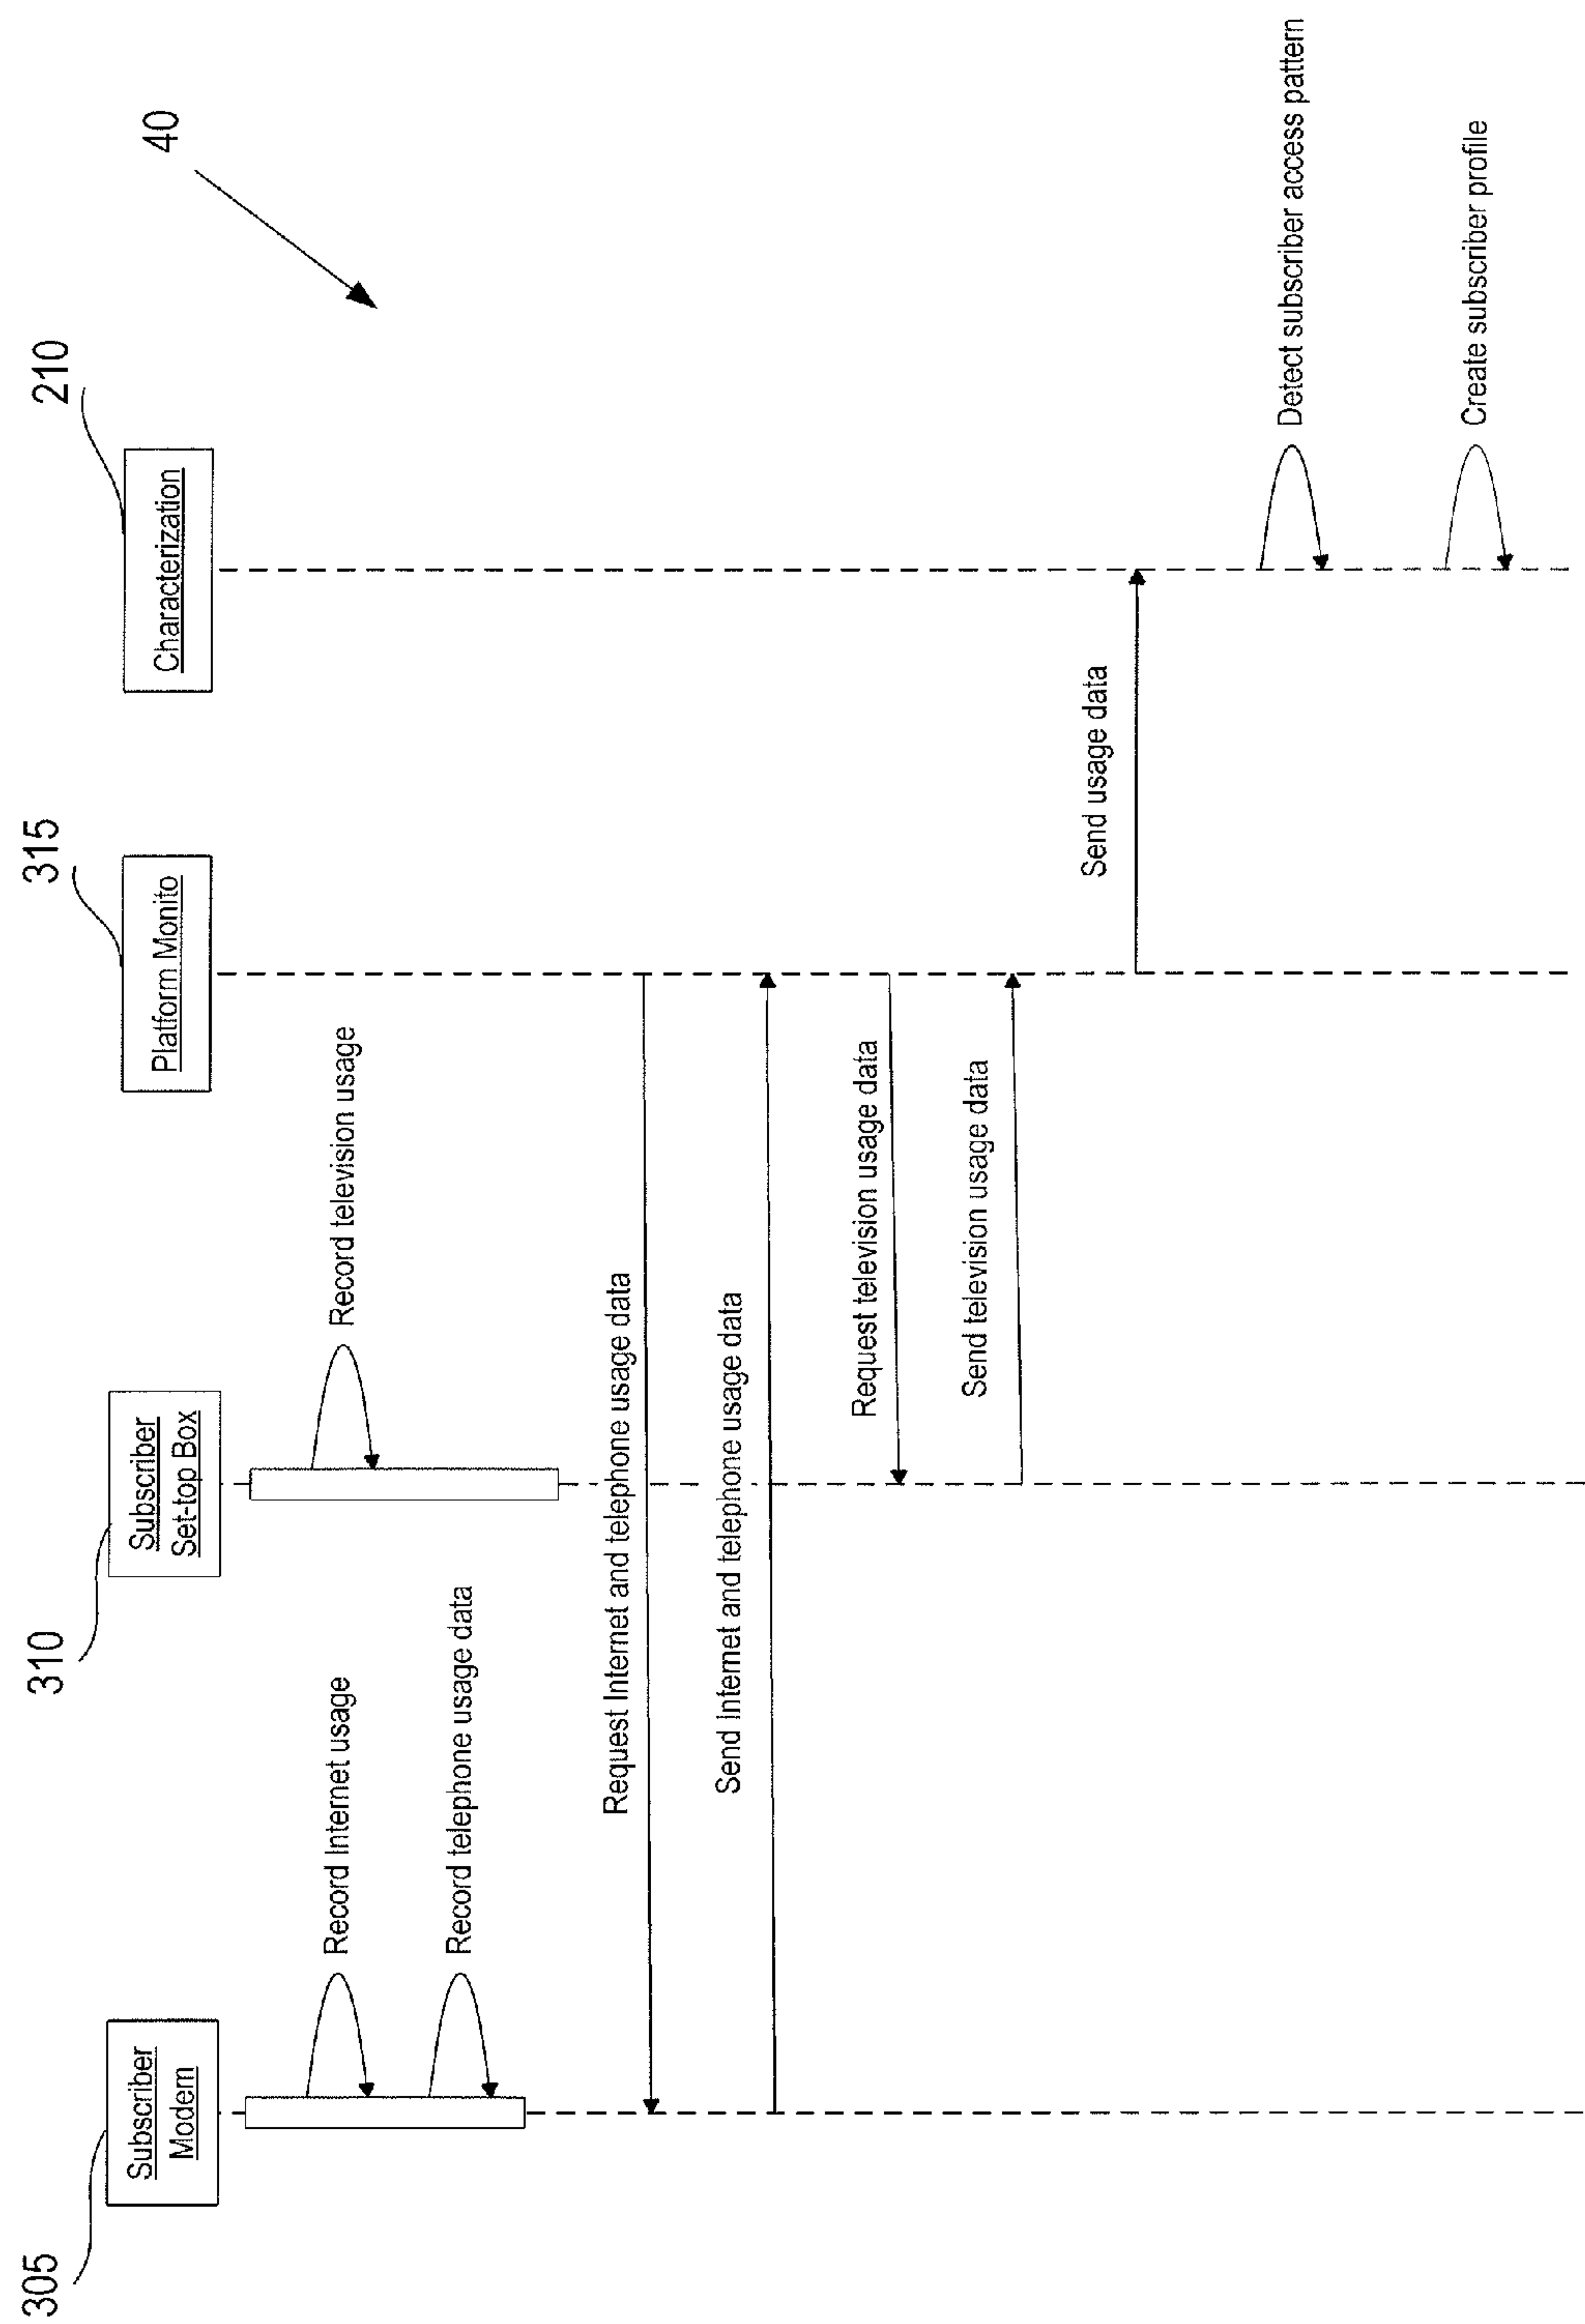 40
305
310
315
210
Subscriber
Modem
Subscriber
Set-top Box
Platform Monito
Characterization
Record Internet usage
Record television usage
Record telephone usage data
Request Internet and telephone usage data
Send internet and telephone usage data
Request television usage data
Send television usage data
Send usage data
Detect subscriber access pattern
Create subscriber profile